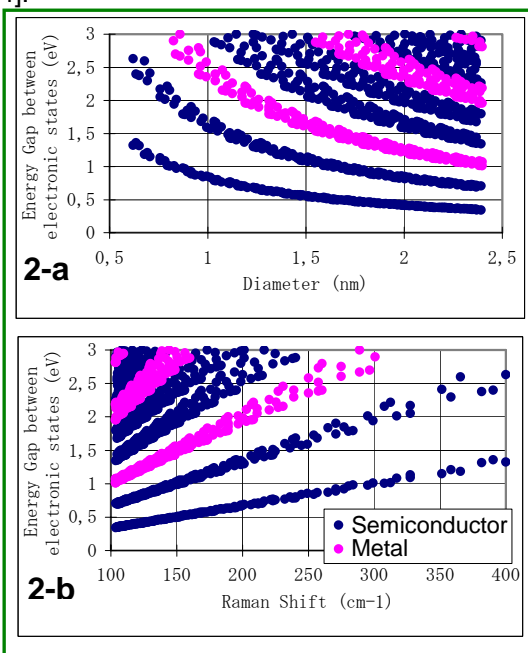 4].
Energy Gap between
electronic states (eV)
3
2,5
2
1,5
1
0,5
0
0,5
1
1,5
2
2,5
2-a
Diameter (nm)
Energy Gap between
electronic states (eV)
3
2,5
2
1,5
1
0,5
0
Semiconductor
Metal
100
150
200
250
300
350
400
2-b
Raman Shift (cm-1)